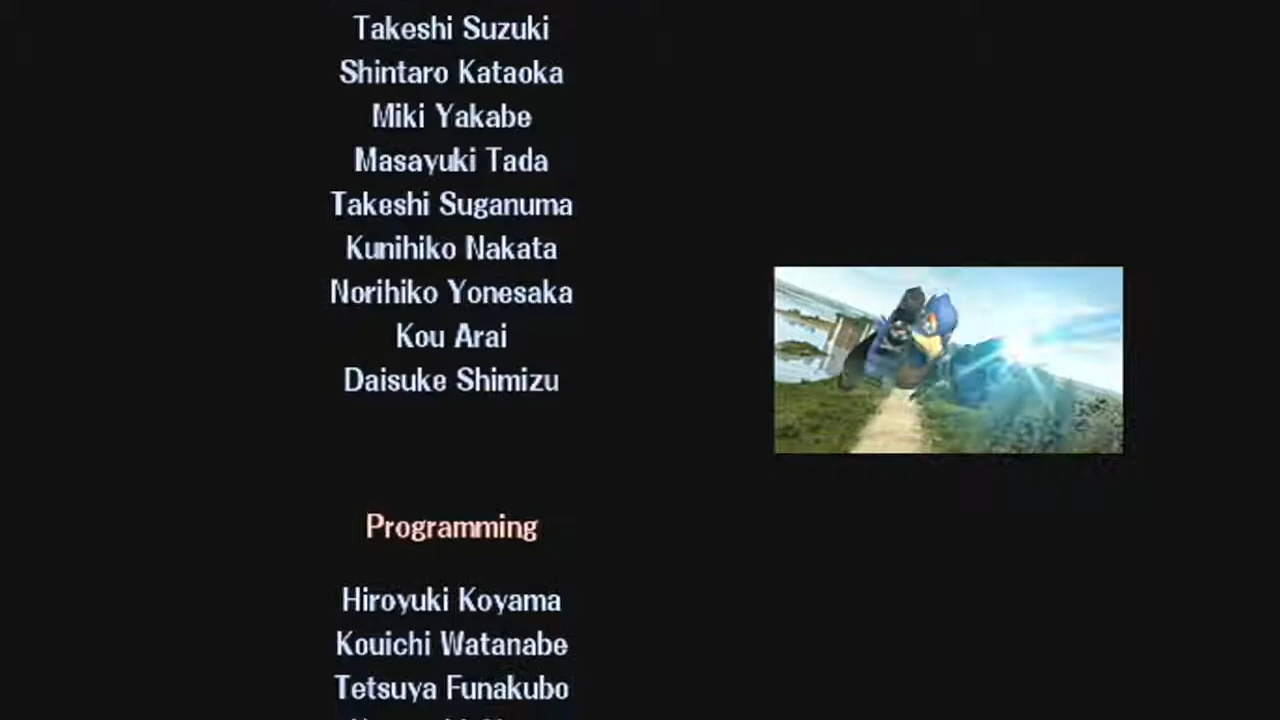 Takeshi Suzuki
Shintaro Kataoka
Miki Yakabe
Masayuki Tada
Takeshi Suganuma
Kunihiko Nakata
Norihiko Yonesaka
Kou Arai
Daisuke Shimizu
Programming
Hiroyuki Koyama
Kouichi Watanabe
Tetsuya Funakubo